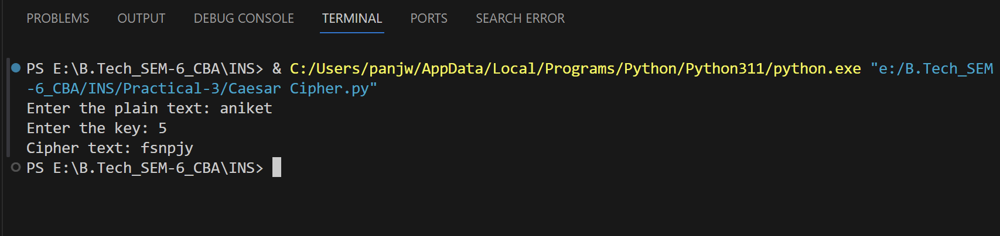 PROBLEMS OUTPUT DEBUG CONSOLE TERMINAL PORTS SEARCH ERROR
PS E:\B.Tech_SEM-6_CBA\INS> & C:/Users/panjw/AppData/Local/Programs/Python/Python311/python.exe "e:/B.Tech_SEM
-6_CBA/INS/Practical-3/Caesar Cipher.py"
Enter the plain text: aniket
Enter the key: 5
Cipher text: fsnpjy
PS E:\B.Tech_SEM-6_CBA\INS>